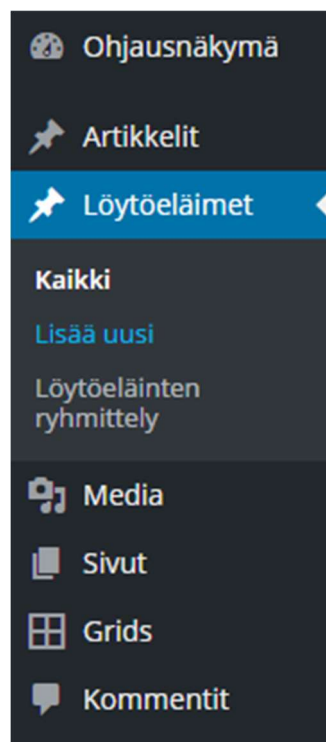 Ohjausnäkymä
Artikkelit
Löytöeläimet
Kaikki
Lisää uusi
Löytöeläinten
ryhmittely
Media
Sivut
Grids
Kommentit